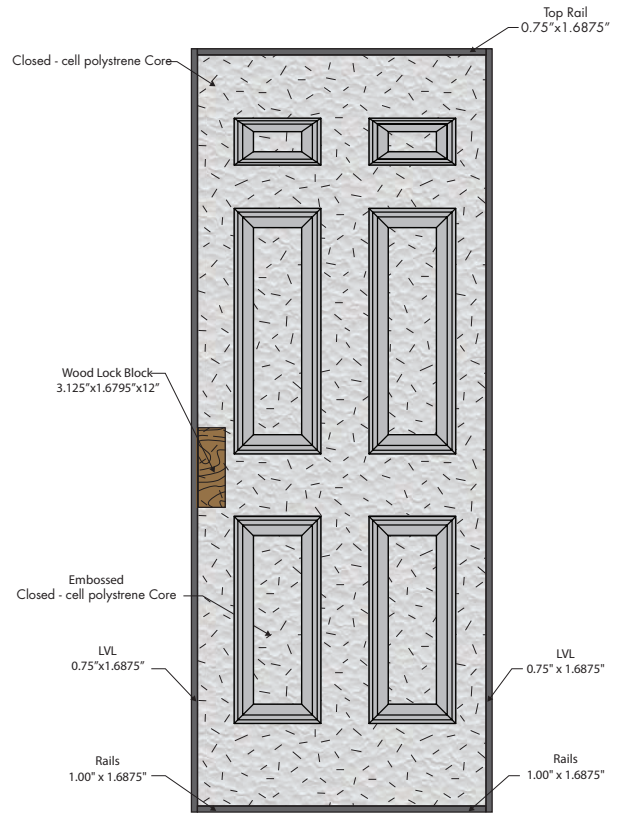 Top Rail
0.75”x1.6875”
Closed - cell polystrene Core
Wood Lock Block
3.125”x1.6795”x12”
Embossed
Closed - cell polystrene Core
LVL
0.75”x1.6875”
LVL
0.75" x 1.6875"
Rails
1.00" x 1.6875"
Rails
1.00" x 1.6875"